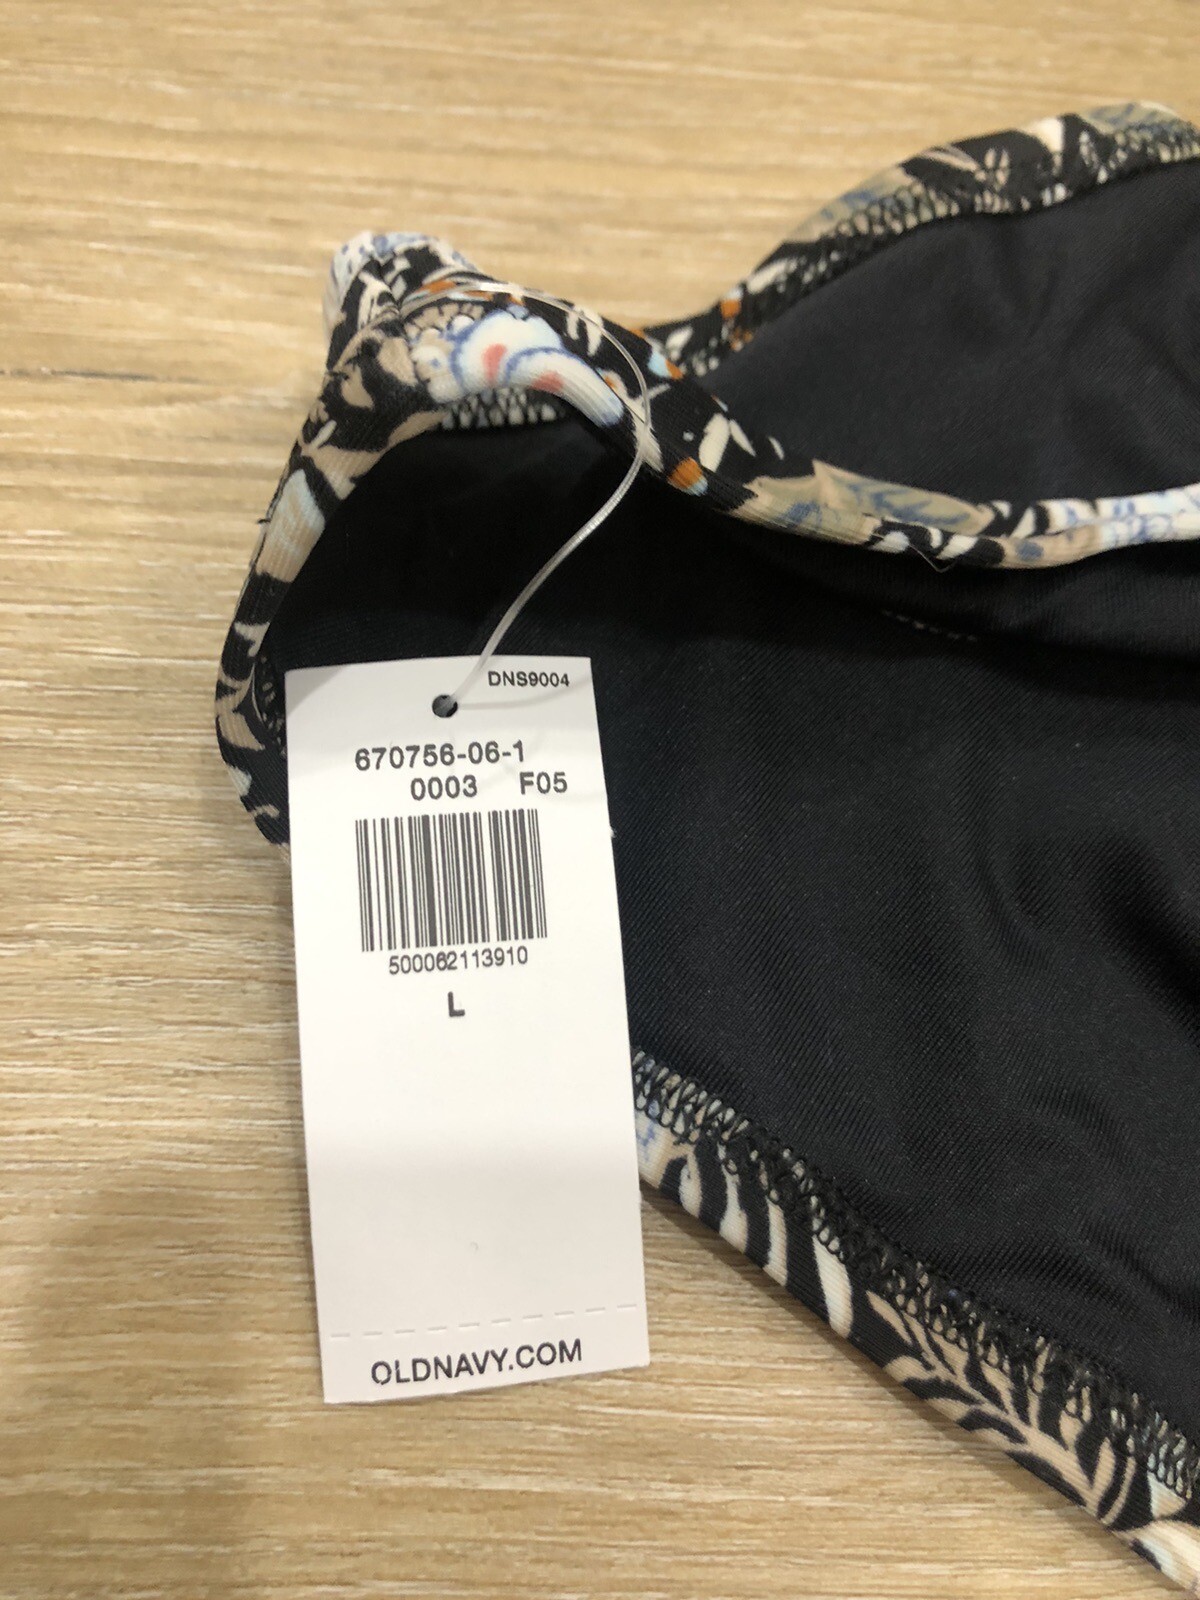 DNS9004
670756-06-1
0003 F05
500062113910
L
OLDNAVY.COM